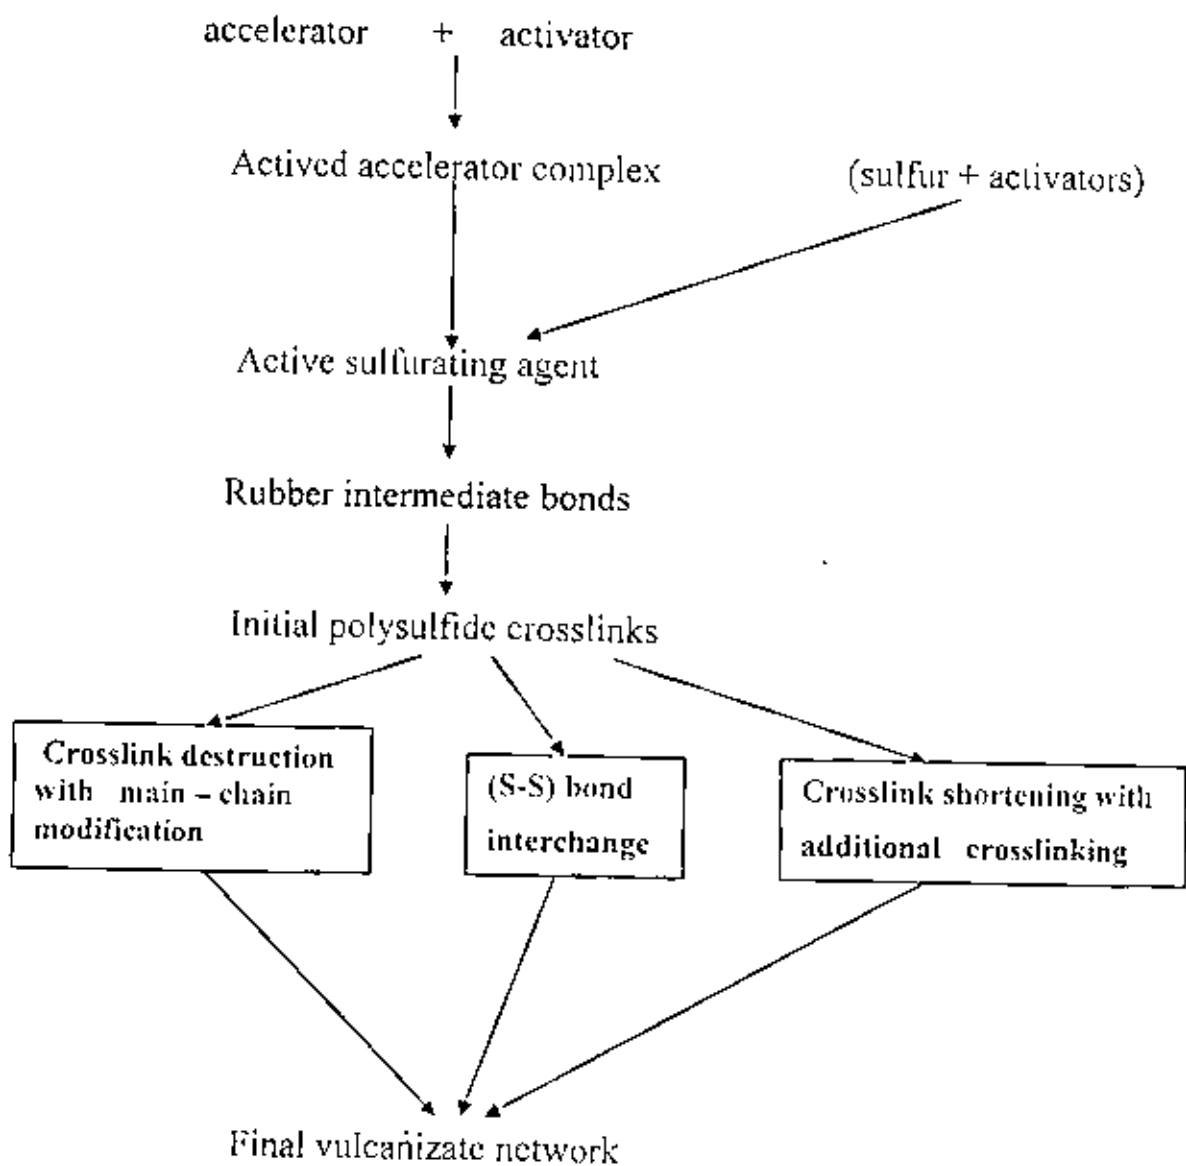 accelerator + activator
Actived accelerator complex
(sulfur + activators)
Active sulfurating agent
Rubber intermediate bonds
Initial polysulfide crosslinks
Crosslink destruction
with main – chain
modification
(S-S) bond
interchange
Crosslink shortening with
additional crosslinking
Final vulcanizate network